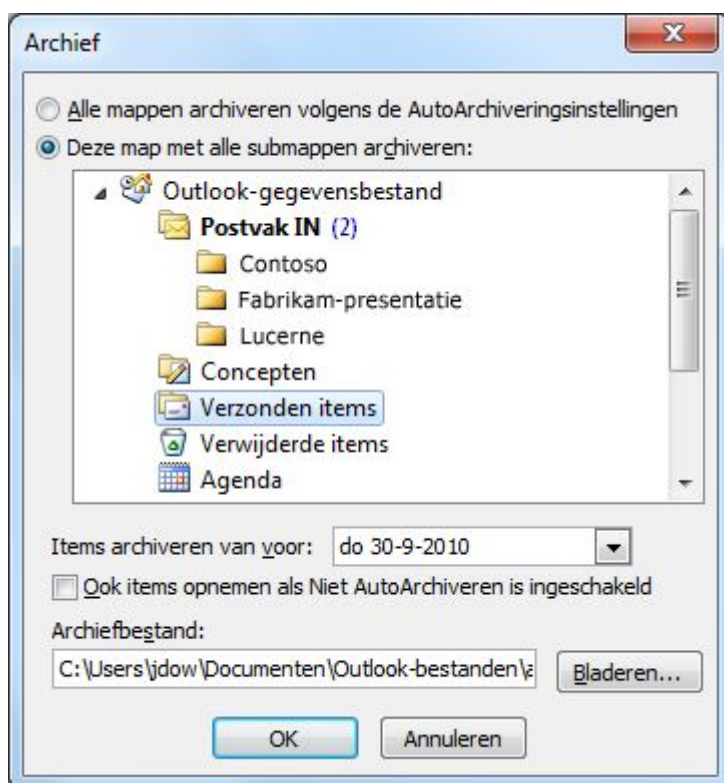 Archief
Alle mappen archiveren volgens de AutoArchiveringsinstellingen
Deze map met alle submappen archiveren:
Outlook-gegevensbestand
Postvak IN (2)
Contoso
Fabrikam-presentatie
Lucerne
Concepten
Verzonden items
Verwijderde items
Agenda
Items archiveren van voor: do 30-9-2010
Ook items opnemen als Niet AutoArchiveren is ingeschakeld
Archiefbestand:
C:\Users\jdow\Documenten\Outlook-bestanden\a Bladeren...
OK Annuleren